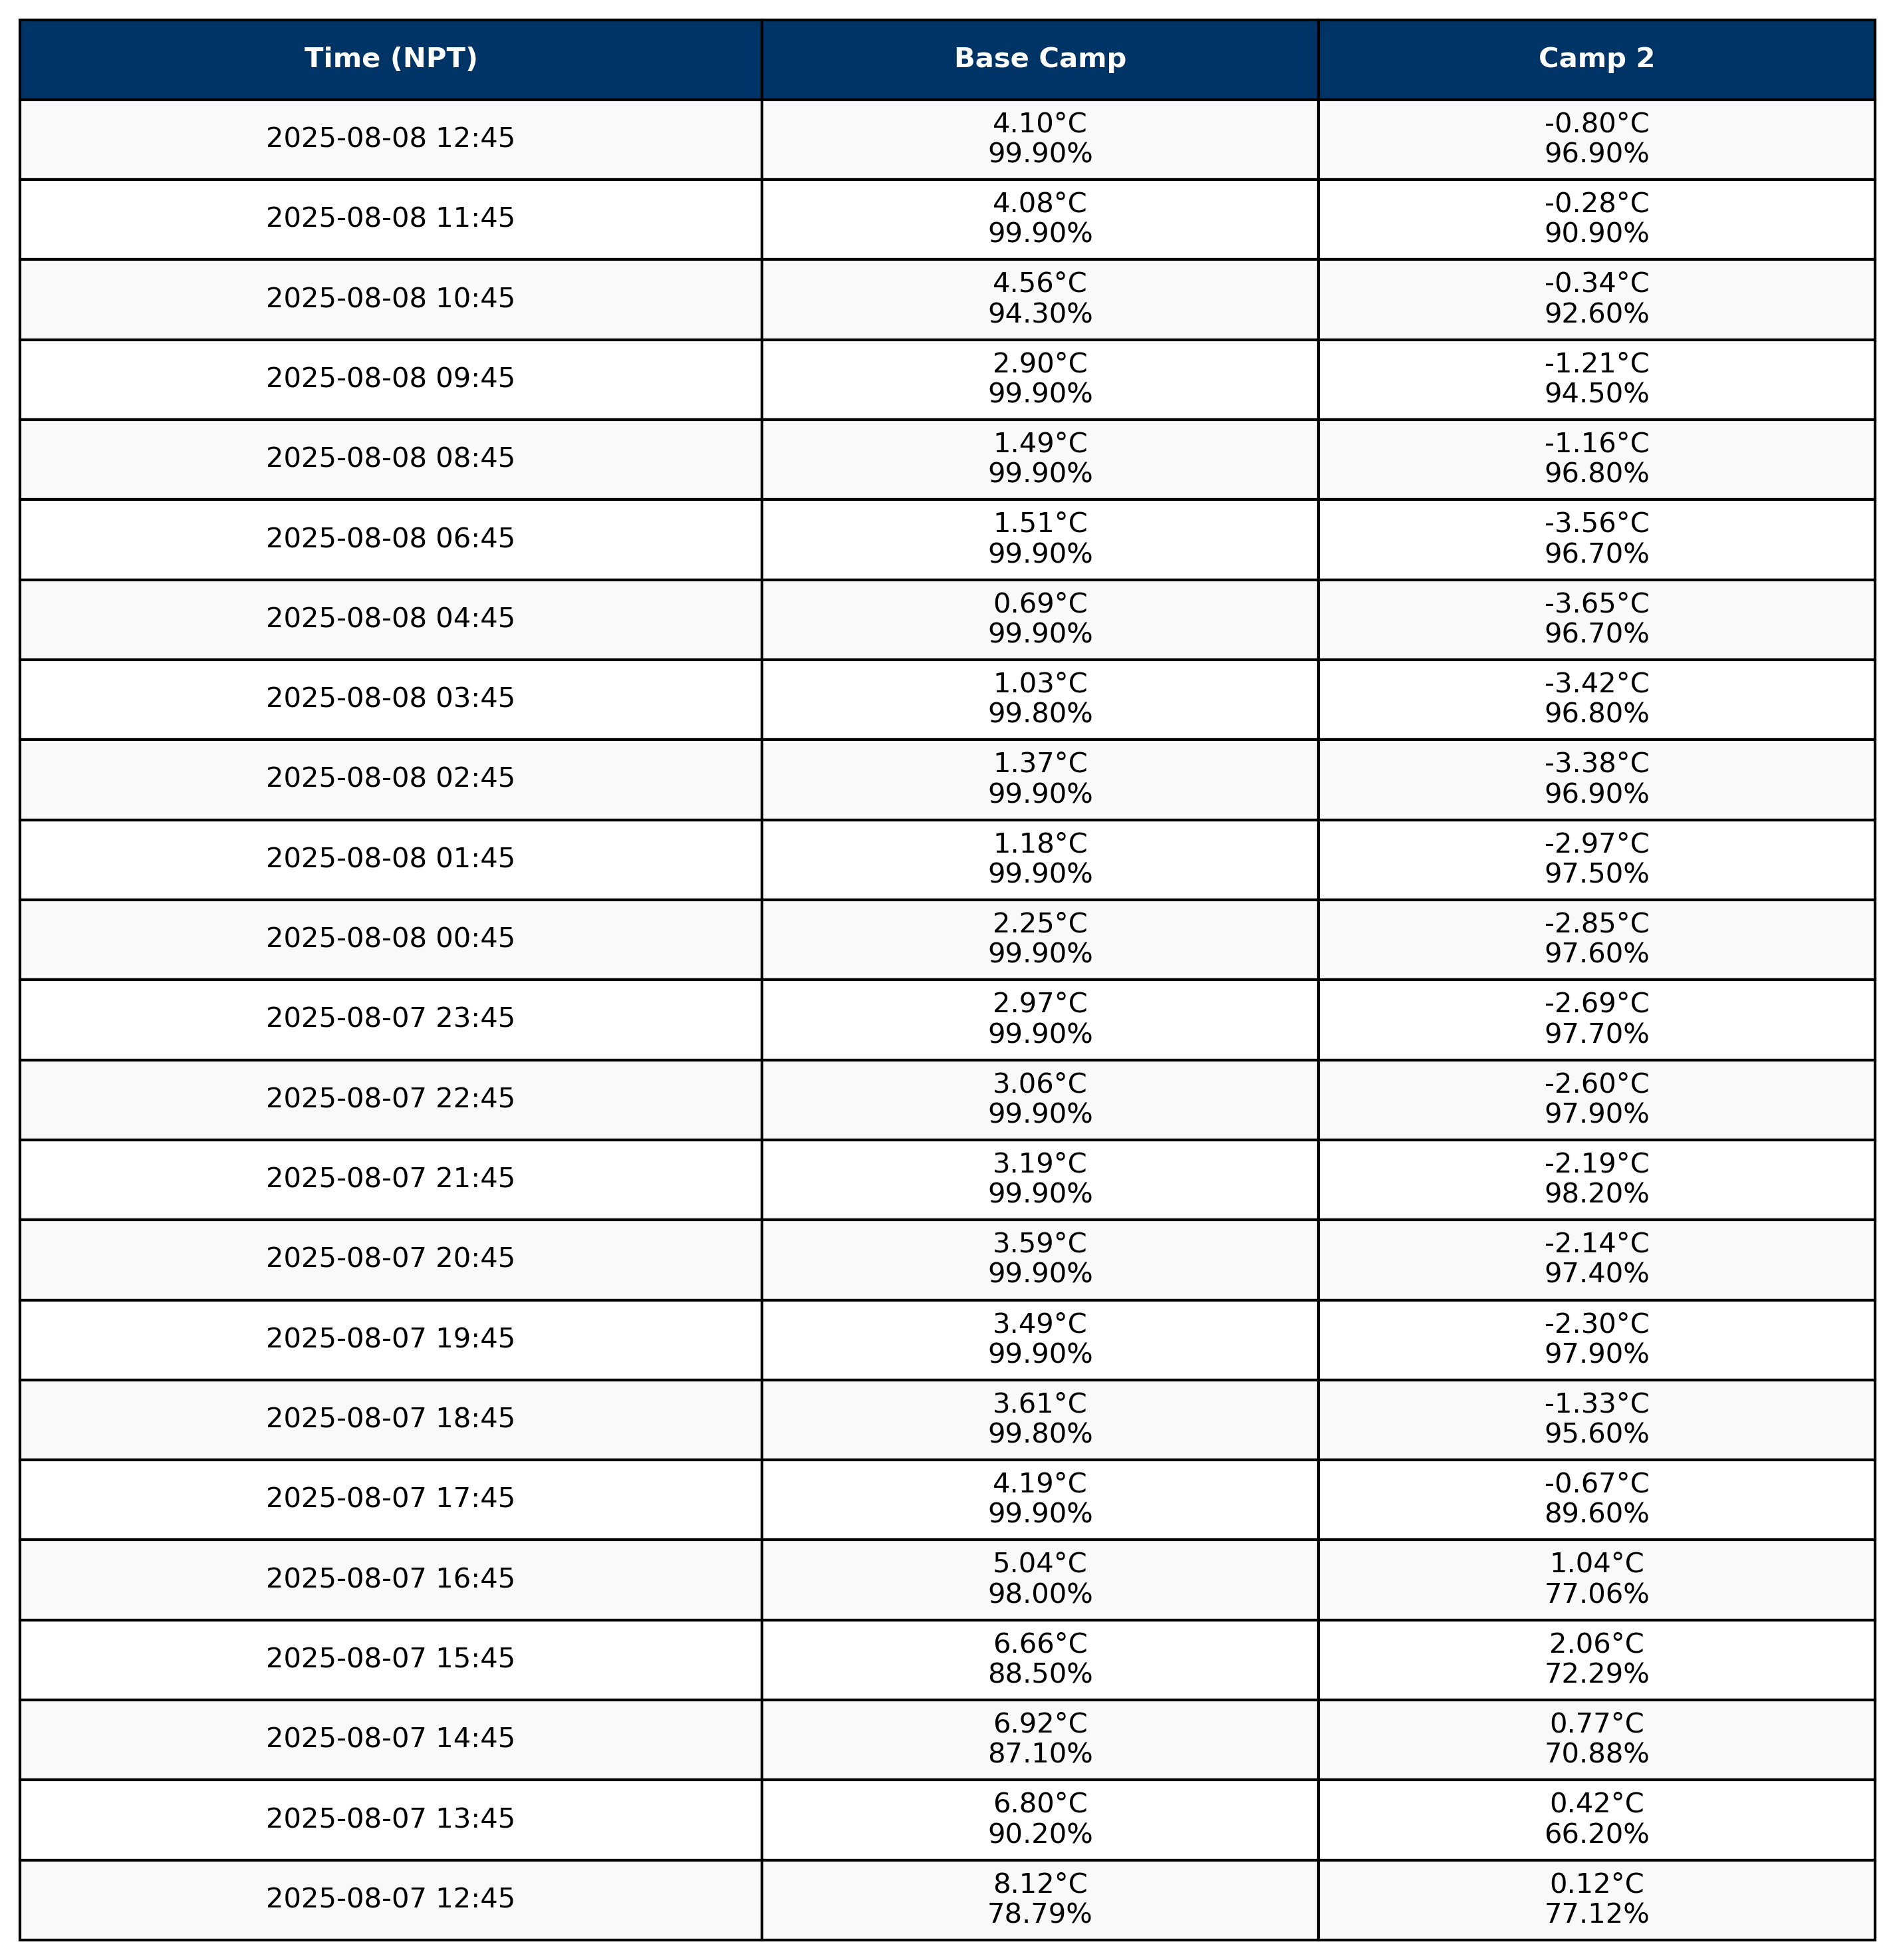 Time (NPT) Base Camp Camp 2
4.10°C -0.80°C
2025-08-08 12:45
99.90% 96.90%
4.08°C -0.28°C
2025-08-08 11:45
99.90% 90.90%
4.56°C -0.34°C
2025-08-08 10:45
94.30% 92.60%
2.90°C -1.21°C
2025-08-08 09:45
99.90% 94.50%
1.49°C -1.16°C
2025-08-08 08:45
99.90% 96.80%
1.51°C -3.56°C
2025-08-08 06:45
99.90% 96.70%
0.69°C -3.65°C
2025-08-08 04:45
99.90% 96.70%
1.03°C -3.42°C
2025-08-08 03:45
99.80% 96.80%
1.37°C -3.38°C
2025-08-08 02:45
99.90% 96.90%
1.18°C -2.97°C
2025-08-08 01:45
99.90% 97.50%
2.25°C -2.85°C
2025-08-08 00:45
99.90% 97.60%
2.97°C -2.69°C
2025-08-07 23:45
99.90% 97.70%
3.06°C -2.60°C
2025-08-07 22:45
99.90% 97.90%
3.19°C -2.19°C
2025-08-07 21:45
99.90% 98.20%
3.59°C -2.14°C
2025-08-07 20:45
99.90% 97.40%
3.49°C -2.30°C
2025-08-07 19:45
99.90% 97.90%
3.61°C -1.33°C
2025-08-07 18:45
99.80% 95.60%
4.19°C -0.67°C
2025-08-07 17:45
99.90% 89.60%
5.04°C 1.04°C
2025-08-07 16:45
98.00% 77.06%
6.66°C 2.06°C
2025-08-07 15:45
88.50% 72.29%
6.92°C 0.77°C
2025-08-07 14:45
87.10% 70.88%
6.80°C 0.42°C
2025-08-07 13:45
90.20% 66.20%
8.12°C 0.12°C
2025-08-07 12:45
78.79% 77.12%